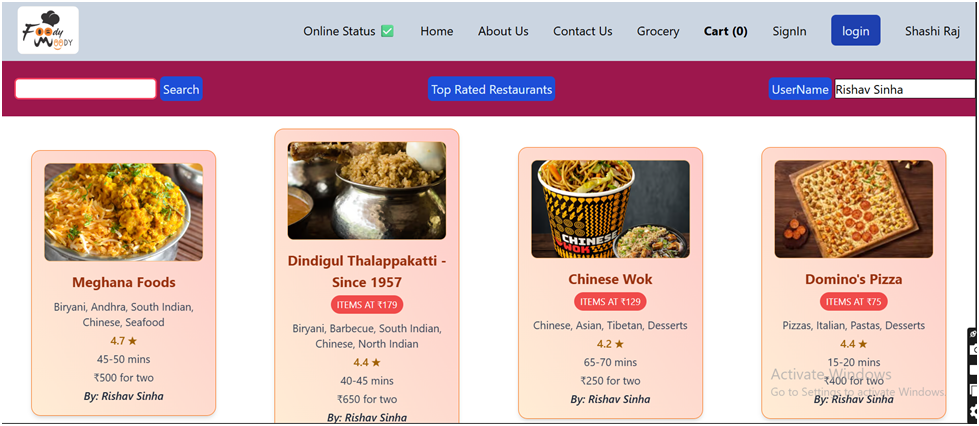 Foody
Moody
Online Status ✅ Home About Us Contact Us Grocery Cart (0) SignIn login Shashi Raj
Search Top Rated Restaurants UserName Rishav Sinha
Meghana Foods
Biryani, Andhra, South Indian,
Chinese, Seafood
4.7 ★
45-50 mins
₹500 for two
By: Rishav Sinha
Dindigul Thalappakatti -
Since 1957
ITEMS AT ₹179
Biryani, Barbecue, South Indian,
Chinese, North Indian
4.4 ★
40-45 mins
₹650 for two
By: Rishav Sinha
CHINESE
WOK
Chinese Wok
ITEMS AT ₹129
Chinese, Asian, Tibetan, Desserts
4.2 ★
65-70 mins
₹250 for two
By: Rishav Sinha
Domino's Pizza
ITEMS AT ₹75
Pizzas, Italian, Pastas, Desserts
4.4 ★
15-20 mins
₹400 for two
By: Rishav Sinha
Activate Windows
Go to Settings to activate Windows.